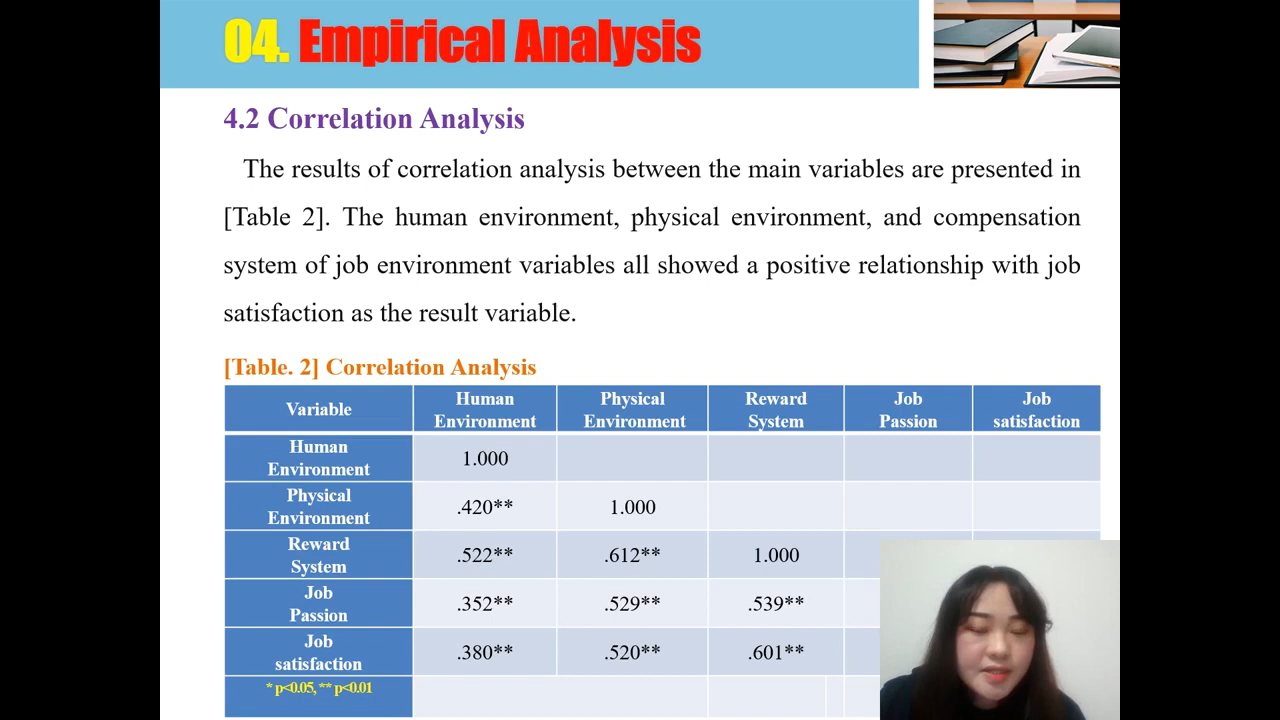 04. Empirical Analysis
4.2 Correlation Analysis
The results of correlation analysis between the main variables are presented in
[Table 2]. The human environment, physical environment, and compensation
system of job environment variables all showed a positive relationship with job
satisfaction as the result variable.
[Table. 2] Correlation Analysis
Variable Human Environment Physical Environment Reward System Job Passion Job satisfaction
Human Environment 1.000
Physical Environment .420** 1.000
Reward System .522** .612** 1.000
Job Passion .352** .529** .539**
Job satisfaction .380** .520** .601**
* p<0.05, ** p<0.01